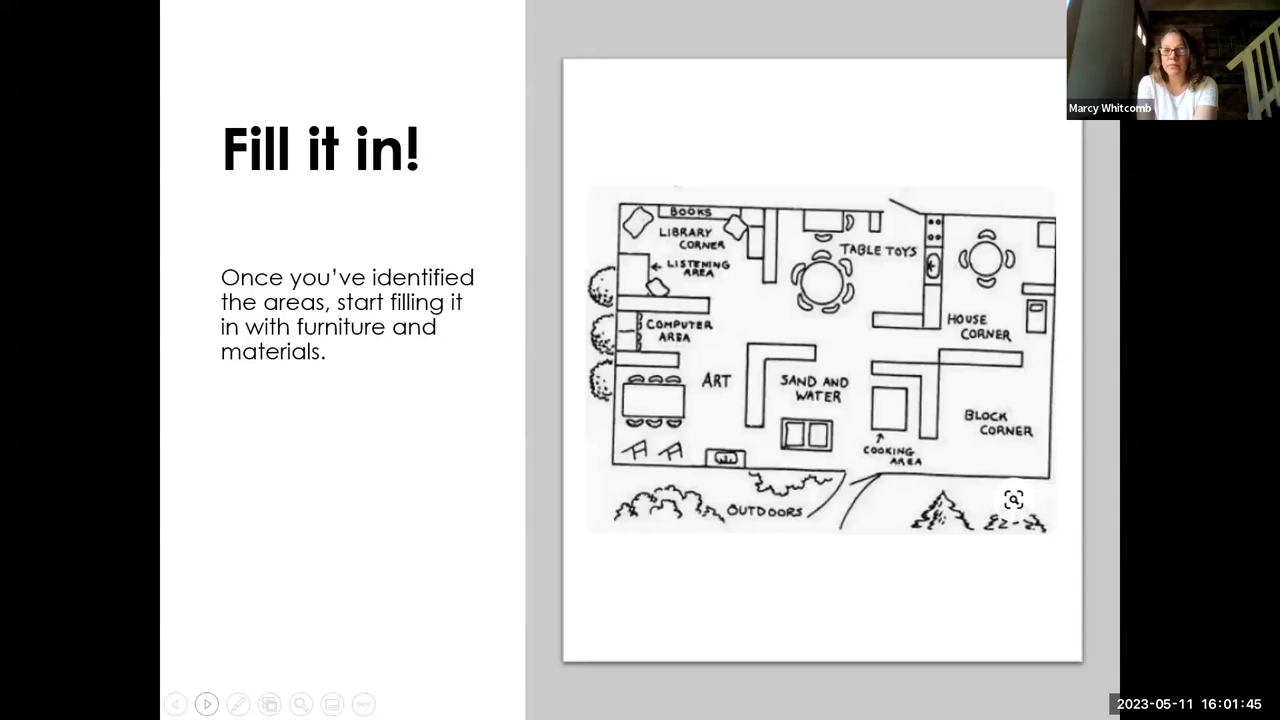 Fill it in!
Once you've identified
the areas, start filling it
in with furniture and
materials.
BOOKS
LIBRARY
CORNER
LISTENING
AREA
COMPUTER
AREA
ART
TABLE TOYS
HOUSE
CORNER
SAND AND
WATER
COOKING
AREA
BLOCK
CORNER
OUTDOORS
Marcy Whitcomb
2023-05-11 16:01:45